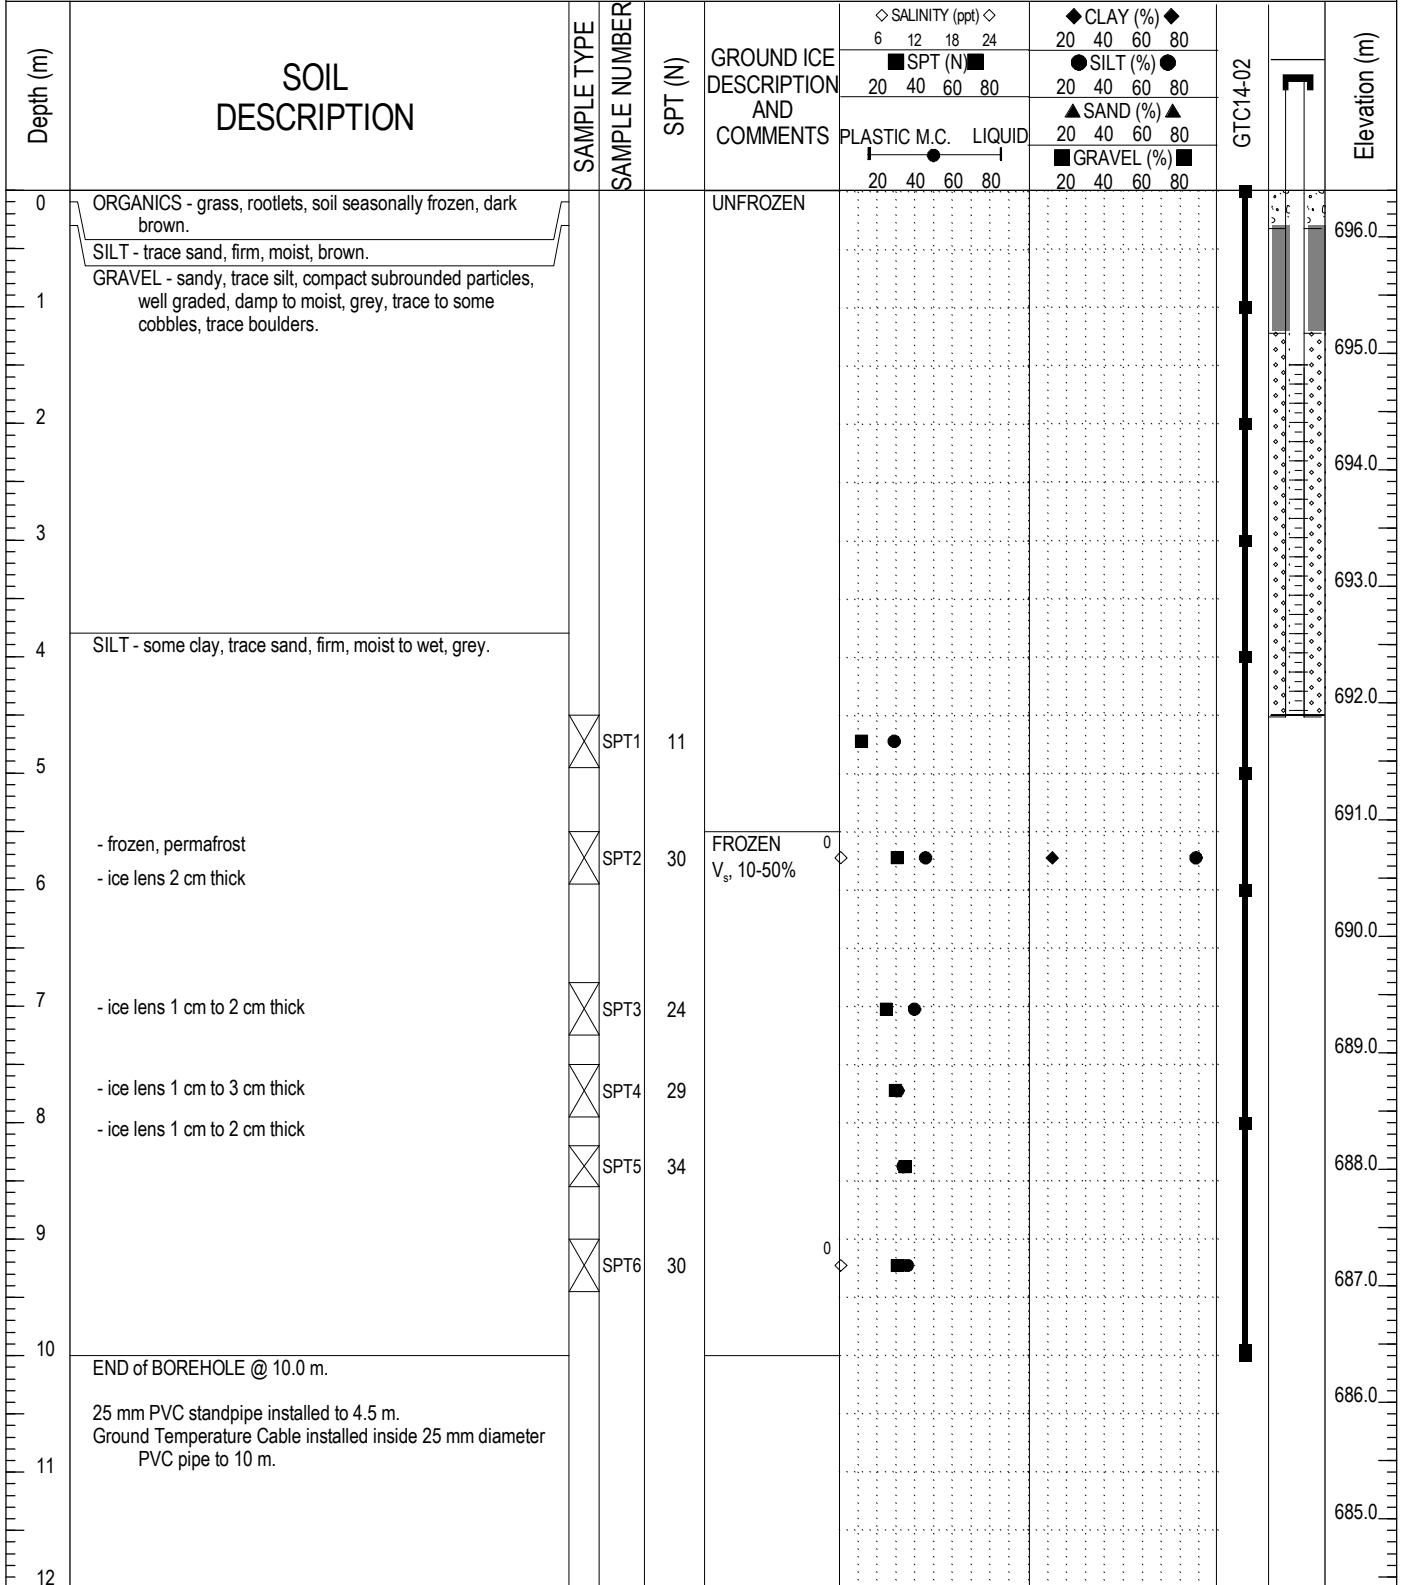 Depth (m)
SOIL
DESCRIPTION
SAMPLE TYPE
SAMPLE NUMBER
SPT (N)
GROUND ICE
DESCRIPTION
AND
COMMENTS
SALINITY (ppt)
6 12 18 24
SPT (N)
20 40 60 80
PLASTIC M.C. LIQUID
20 40 60 80
CLAY (%)
20 40 60 80
SILT (%)
20 40 60 80
SAND (%)
20 40 60 80
GRAVEL (%)
20 40 60 80
GTC14-02
Elevation (m)
0
ORGANICS - grass, rootlets, soil seasonally frozen, dark
brown.
UNFROZEN
SILT - trace sand, firm, moist, brown.
696.0
GRAVEL - sandy, trace silt, compact subrounded particles,
well graded, damp to moist, grey, trace to some
cobbles, trace boulders.
1
695.0
2
694.0
3
693.0
4
SILT - some clay, trace sand, firm, moist to wet, grey.
692.0
SPT1
11
5
691.0
- frozen, permafrost
FROZEN
0
SPT2
30
Vs, 10-50%
- ice lens 2 cm thick
6
690.0
7
- ice lens 1 cm to 2 cm thick
SPT3
24
689.0
- ice lens 1 cm to 3 cm thick
SPT4
29
8
- ice lens 1 cm to 2 cm thick
SPT5
34
688.0
9
0
SPT6
30
687.0
10
END of BOREHOLE @ 10.0 m.
686.0
25 mm PVC standpipe installed to 4.5 m.
Ground Temperature Cable installed inside 25 mm diameter
PVC pipe to 10 m.
11
685.0
12